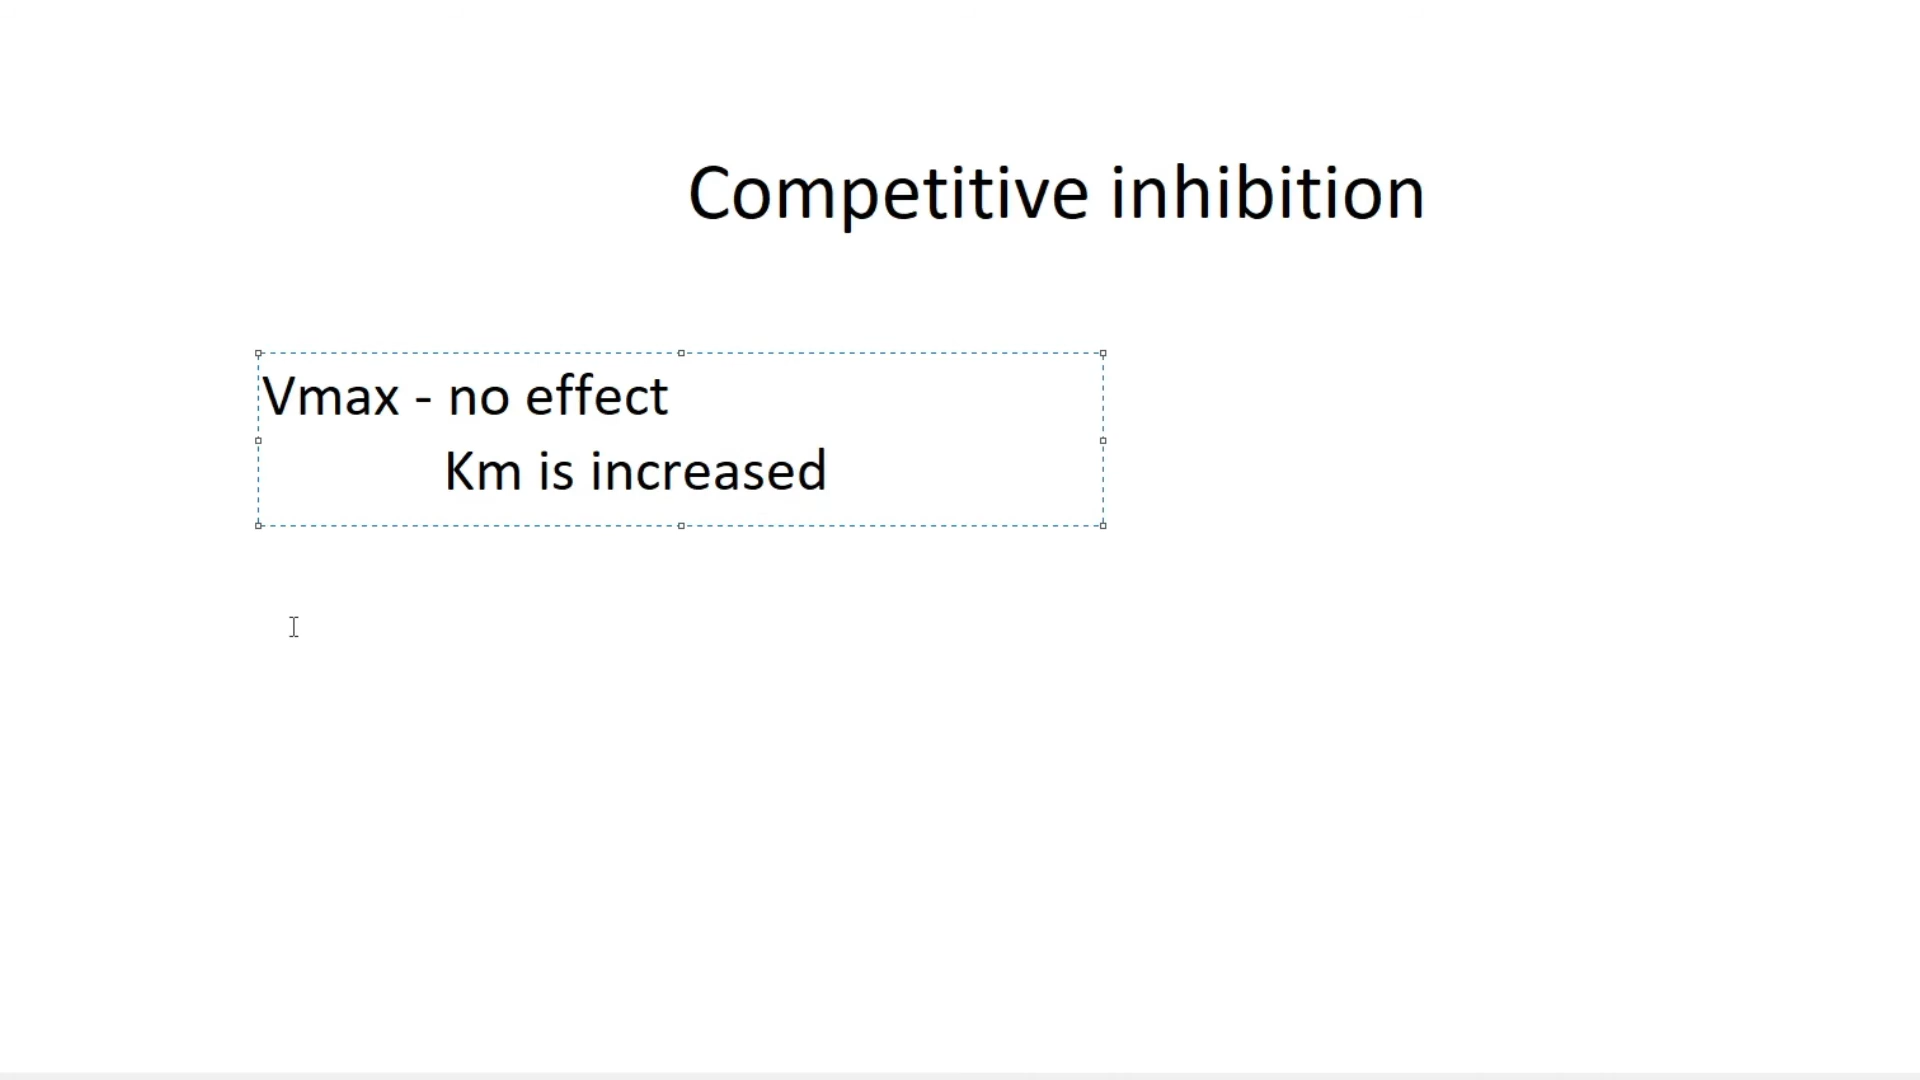 Competitive inhibition
Vmax - no effect
Km is increased